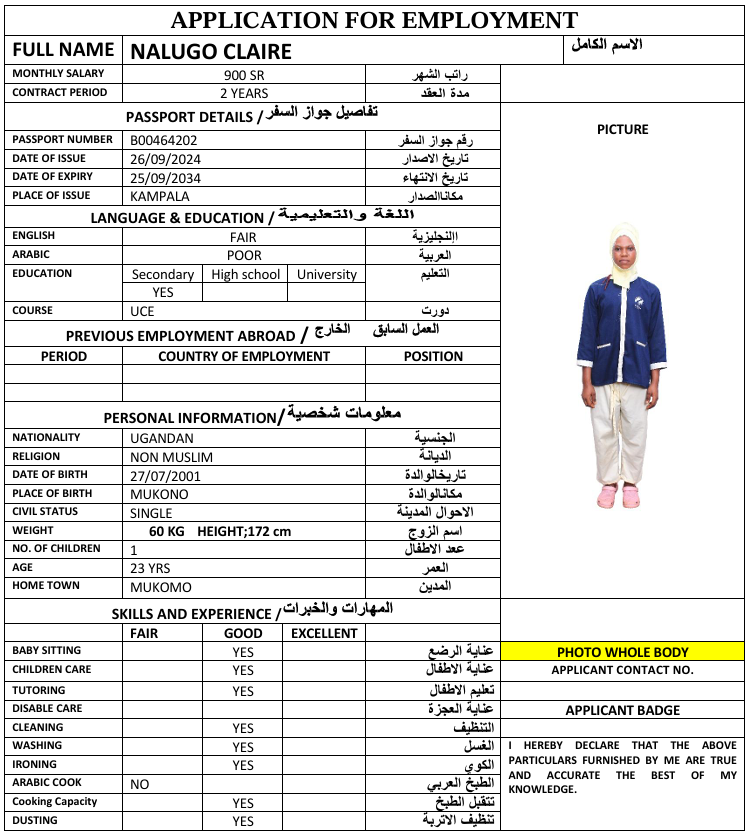 APPLICATION FOR EMPLOYMENT
FULL NAME NALUGO CLAIRE الاسم الكامل
MONTHLY SALARY 900 SR راتب الشهر
CONTRACT PERIOD 2 YEARS مدة العقد
PASSPORT DETAILS / تفاصيل جواز السفر
PICTURE
PASSPORT NUMBER B00464202 رقم جواز السفر
DATE OF ISSUE 26/09/2024 تاريخ الاصدار
DATE OF EXPIRY 25/09/2034 تاريخ الانتهاء
PLACE OF ISSUE KAMPALA مكاناالصدار
LANGUAGE & EDUCATION / اللغة والتعليمية
ENGLISH FAIR اإلنجليزية
ARABIC POOR العربية
EDUCATION Secondary High school University التعليم
YES
COURSE UCE دورت
PREVIOUS EMPLOYMENT ABROAD / العمل السابق الخارج
PERIOD COUNTRY OF EMPLOYMENT POSITION
PERSONAL INFORMATION/ معلومات شخصية
NATIONALITY UGANDAN الجنسية
RELIGION NON MUSLIM الديانة
DATE OF BIRTH 27/07/2001 تاريخالوالدة
PLACE OF BIRTH MUKONO مكانالوالدة
CIVIL STATUS SINGLE الاحوال المدينة
WEIGHT 60 KG HEIGHT;172 cm اسم الزوج
NO. OF CHILDREN 1 عدد الاطفال
AGE 23 YRS العمر
HOME TOWN MUKOMO المدين
SKILLS AND EXPERIENCE / المهارات والخبرات
FAIR GOOD EXCELLENT
BABY SITTING YES عناية الرضع
PHOTO WHOLE BODY
CHILDREN CARE YES عناية الاطفال
APPLICANT CONTACT NO.
TUTORING YES تعليم الاطفال
DISABLE CARE عناية العجزة
APPLICANT BADGE
CLEANING YES التنظيف
WASHING YES الغسل
IRONING YES الكوي
ARABIC COOK NO الطبخ العربي
Cooking Capacity YES تتقبل الطبخ
DUSTING YES تنظيف الاتربة
I HEREBY DECLARE THAT THE ABOVE
PARTICULARS FURNISHED BY ME ARE TRUE
AND ACCURATE THE BEST OF MY
KNOWLEDGE.